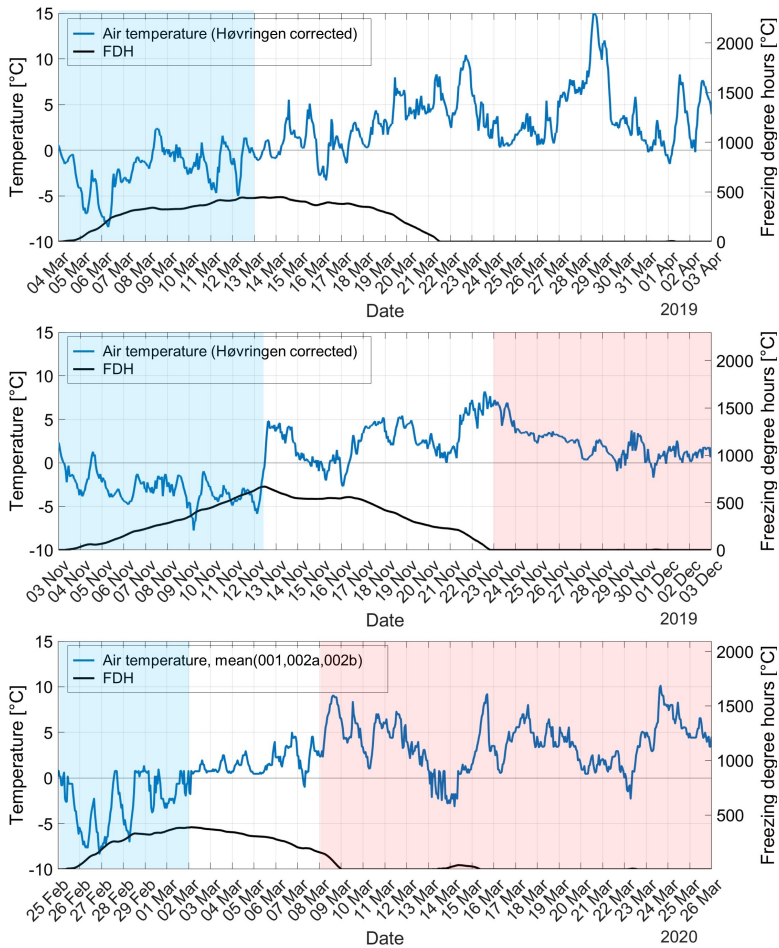 15
10
5
0
-5
-10
Temperature [°C]
Air temperature (Høvringen corrected)
FDH
2000
1500
1000
500
0
Freezing degree hours [°C]
04 Mar
05 Mar
06 Mar
07 Mar
08 Mar
09 Mar
10 Mar
11 Mar
12 Mar
13 Mar
14 Mar
15 Mar
16 Mar
17 Mar
18 Mar
19 Mar
20 Mar
21 Mar
22 Mar
23 Mar
24 Mar
25 Mar
26 Mar
27 Mar
28 Mar
29 Mar
30 Mar
31 Mar
01 Apr
02 Apr
03 Apr
Date
2019
15
10
5
0
-5
-10
Temperature [°C]
Air temperature (Høvringen corrected)
FDH
2000
1500
1000
500
0
Freezing degree hours [°C]
03 Nov
04 Nov
05 Nov
06 Nov
07 Nov
08 Nov
09 Nov
10 Nov
11 Nov
12 Nov
13 Nov
14 Nov
15 Nov
16 Nov
17 Nov
18 Nov
19 Nov
20 Nov
21 Nov
22 Nov
23 Nov
24 Nov
25 Nov
26 Nov
27 Nov
28 Nov
29 Nov
30 Nov
01 Dec
02 Dec
03 Dec
Date
2019
15
10
5
0
-5
-10
Temperature [°C]
Air temperature, mean(001,002a,002b)
FDH
2000
1500
1000
500
Freezing degree hours [°C]
25 Feb
26 Feb
27 Feb
28 Feb
29 Feb
01 Mar
02 Mar
03 Mar
04 Mar
05 Mar
06 Mar
07 Mar
08 Mar
09 Mar
10 Mar
11 Mar
12 Mar
13 Mar
14 Mar
15 Mar
16 Mar
17 Mar
18 Mar
19 Mar
20 Mar
21 Mar
22 Mar
23 Mar
24 Mar
25 Mar
26 Mar
Date
2020